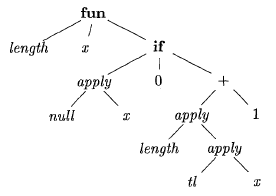 fun
length x if
apply 0 +
null x apply 1
length apply
tl x